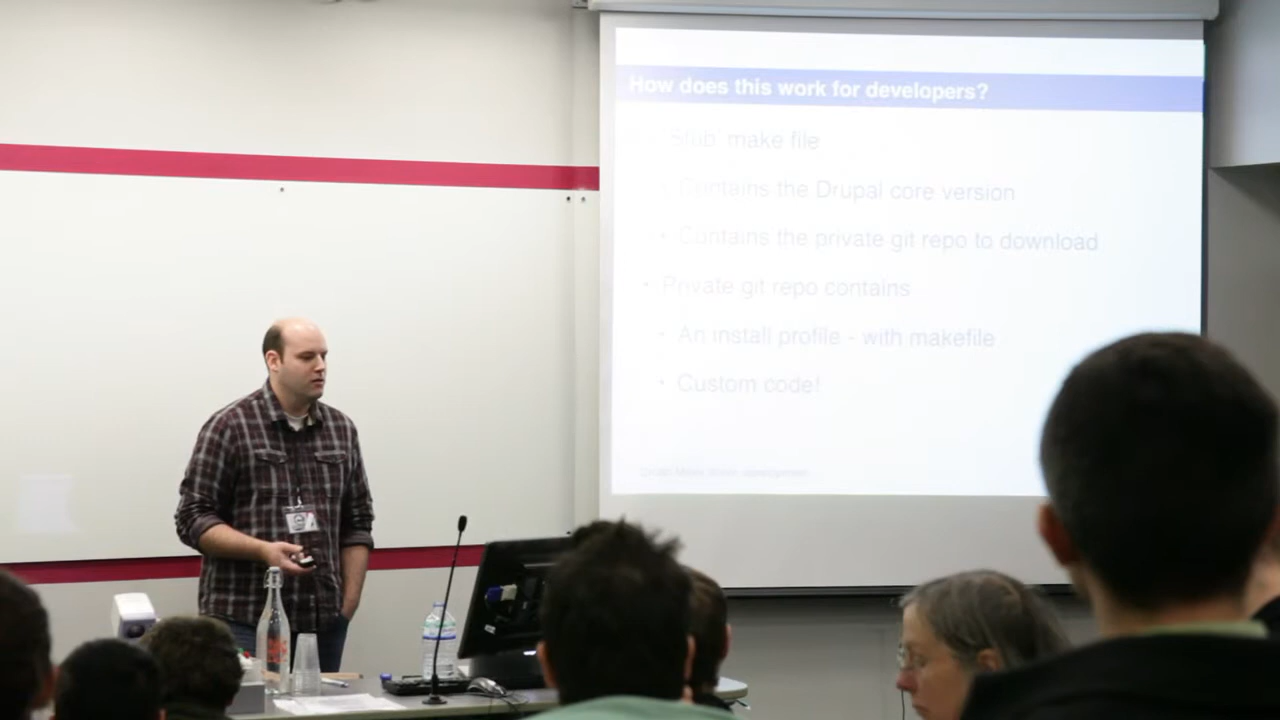 How does this work for developers?
'Stub' make file
• Contains the Drupal core version
• Contains the private git repo to download
• Private git repo contains
• An install profile - with makefile
• Custom code!